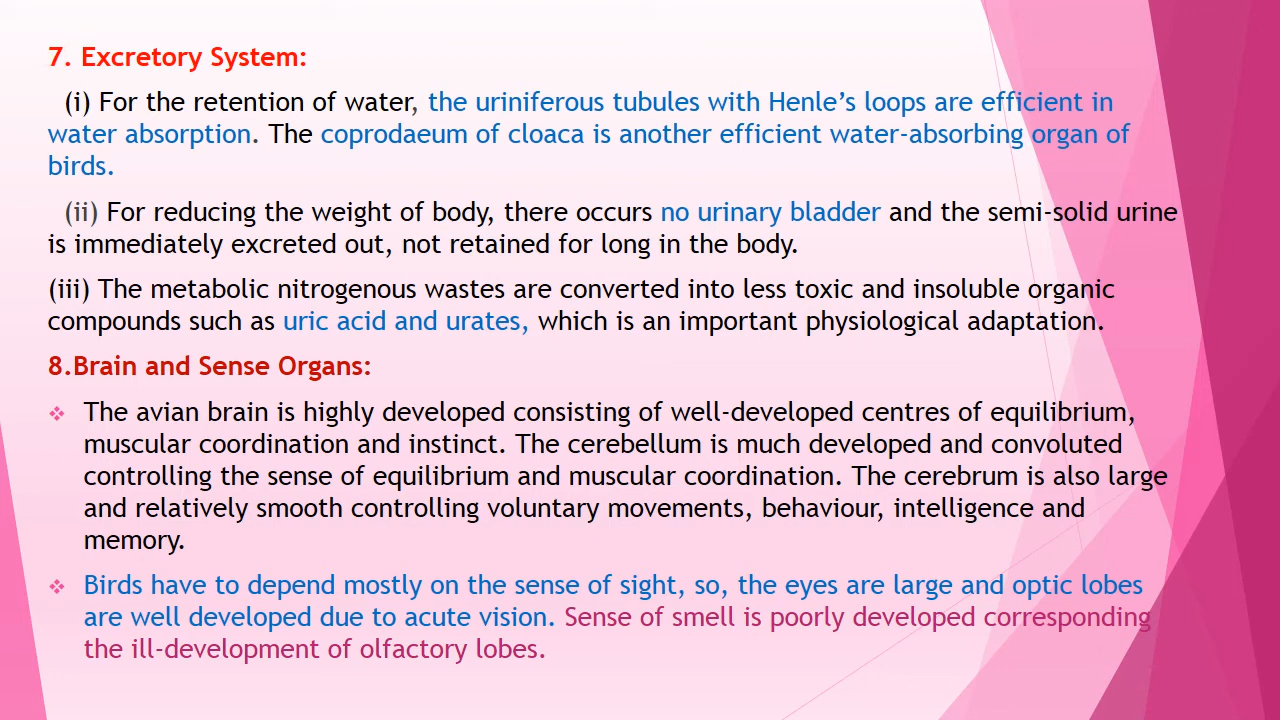 7. Excretory System:
(i) For the retention of water, the uriniferous tubules with Henle’s loops are efficient in
water absorption. The coprodaeum of cloaca is another efficient water-absorbing organ of
birds.
(ii) For reducing the weight of body, there occurs no urinary bladder and the semi-solid urine
is immediately excreted out, not retained for long in the body.
(iii) The metabolic nitrogenous wastes are converted into less toxic and insoluble organic
compounds such as uric acid and urates, which is an important physiological adaptation.
8.Brain and Sense Organs:
❖ The avian brain is highly developed consisting of well-developed centres of equilibrium,
muscular coordination and instinct. The cerebellum is much developed and convoluted
controlling the sense of equilibrium and muscular coordination. The cerebrum is also large
and relatively smooth controlling voluntary movements, behaviour, intelligence and
memory.
❖ Birds have to depend mostly on the sense of sight, so, the eyes are large and optic lobes
are well developed due to acute vision. Sense of smell is poorly developed corresponding
the ill-development of olfactory lobes.